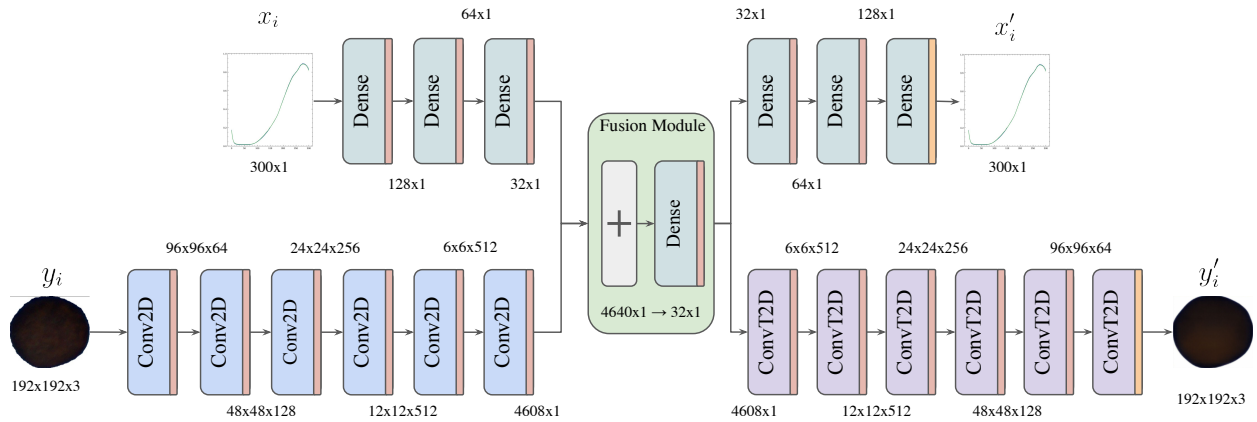 x_i
64x1
Dense
Dense
Dense
300x1
128x1
32x1
y_i
96x96x64
24x24x256
6x6x512
Conv2D
Conv2D
Conv2D
Conv2D
Conv2D
Conv2D
192x192x3
48x48x128
12x12x512
4608x1
Fusion Module
+
Dense
4640x1 → 32x1
32x1
128x1
x'_i
Dense
Dense
Dense
64x1
300x1
6x6x512
24x24x256
96x96x64
y'_i
ConvT2D
ConvT2D
ConvT2D
ConvT2D
ConvT2D
ConvT2D
4608x1
12x12x512
48x48x128
192x192x3